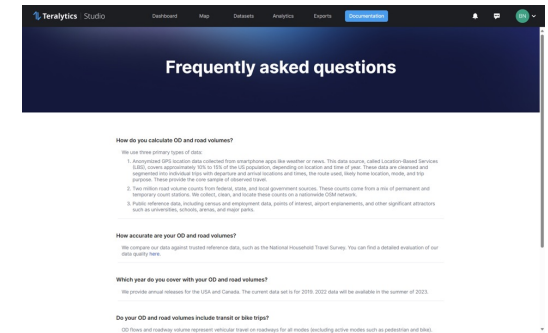 Teralytics | Studio
Dashboard
Map
Datasets
Analytics
Exports
Documentation
BN
Frequently asked questions
How do you calculate OD and road volumes?
We use three primary types of data:
1. Anonymized GPS location data collected from smartphone apps like weather or news. This data source, called Location-Based Services
(LBS), covers approximately 10% to 15% of the US population, depending on location and time of year. These data are cleansed and
segmented into individual trips with departure and arrival locations and times, the route used, likely home location, mode, and trip
purpose. These provide the core sample of observed travel.
2. Two million road volume counts from federal, state, and local government sources. These counts come from a mix of permanent and
temporary count stations. We collect, clean, and locate these counts on a nationwide OSM network.
3. Public reference data, including census and employment data, points of interest, airport enplanements, and other significant attractors
such as universities, schools, arenas, and major parks.
How accurate are your OD and road volumes?
We compare our data against trusted reference data, such as the National Household Travel Survey. You can find a detailed evaluation of our
data quality here.
Which year do you cover with your OD and road volumes?
We provide annual releases for the USA and Canada. The current data set is for 2019. 2022 data will be available in the summer of 2023.
Do your OD and road volumes include transit or bike trips?
OD flows and roadway volume represent vehicular travel on roadways for all modes (excluding active modes such as pedestrian and bike).